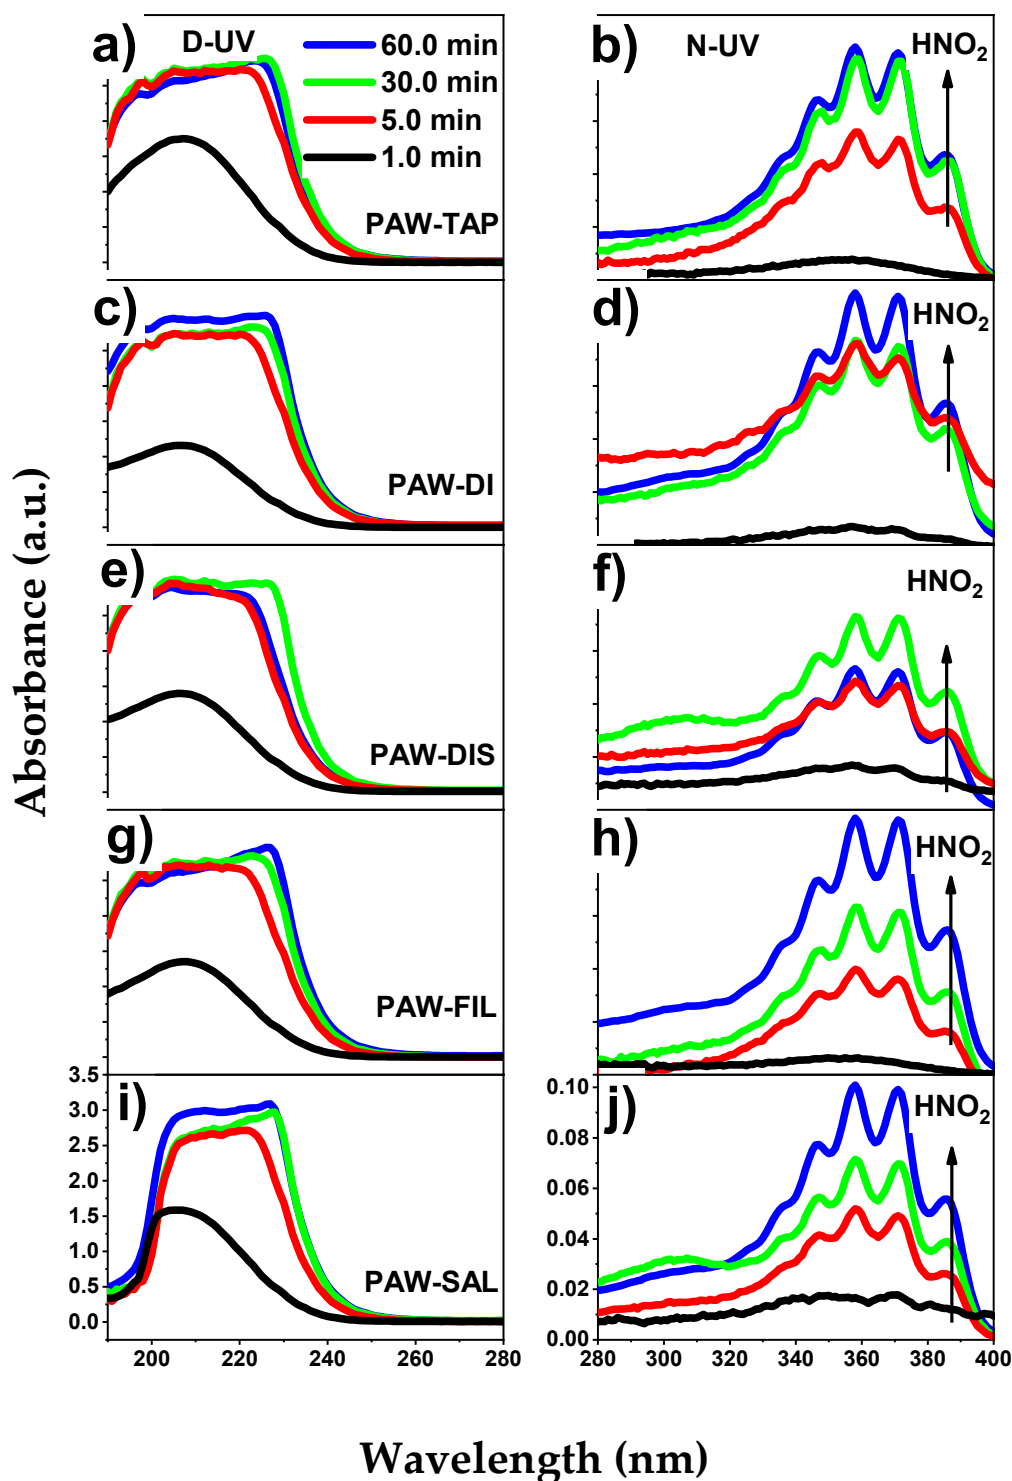 a)
D-UV
60.0 min
30.0 min
5.0 min
1.0 min
PAW-TAP
b)
N-UV
HNO2
c)
PAW-DI
d)
HNO2
e)
PAW-DIS
f)
HNO2
g)
PAW-FIL
h)
HNO2
i)
PAW-SAL
3.5
3.0
2.5
2.0
1.5
1.0
0.5
0.0
200
220
240
260
280
j)
HNO2
0.10
0.08
0.06
0.04
0.02
0.00
280
300
320
340
360
380
400
Absorbance (a.u.)
Wavelength (nm)